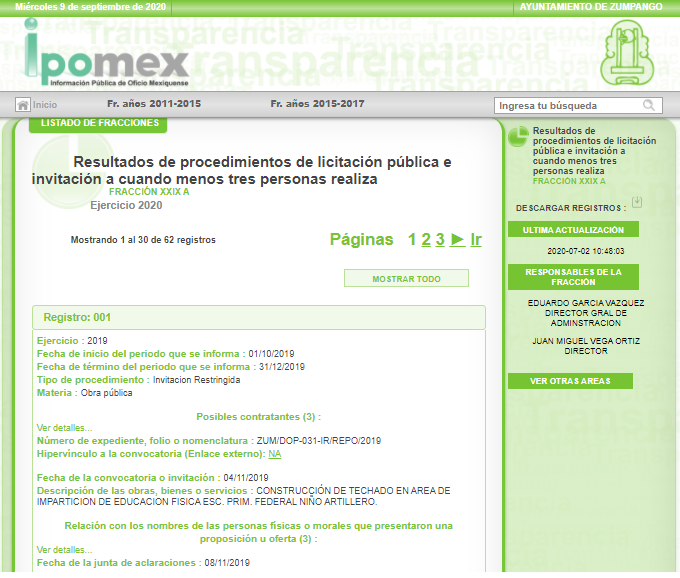 Miércoles 9 de septiembre de 2020
AYUNTAMIENTO DE ZUMPANGO
ipomex
Información Pública de Oficio Mexiquense
Inicio
Fr. años 2011-2015
Fr. años 2015-2017
Ingresa tu búsqueda
LISTADO DE FRACCIONES
Resultados de procedimientos de licitación pública e
invitación a cuando menos tres personas realiza
FRACCIÓN XXIX A
Ejercicio 2020
Mostrando 1 al 30 de 62 registros
Páginas 1 2 3 ► Ir
MOSTRAR TODO
Registro: 001
Ejercicio : 2019
Fecha de inicio del periodo que se informa : 01/10/2019
Fecha de término del periodo que se informa : 31/12/2019
Tipo de procedimiento : Invitacion Restringida
Materia : Obra pública
Posibles contratantes (3) :
Ver detalles...
Número de expediente, folio o nomenclatura : ZUM/DOP-031-IR/REPO/2019
Hipervínculo a la convocatoria (Enlace externo): NA
Fecha de la convocatoria o invitación : 04/11/2019
Descripción de las obras, bienes o servicios : CONSTRUCCIÓN DE TECHADO EN AREA DE
IMPARTICION DE EDUCACION FISICA ESC. PRIM. FEDERAL NIÑO ARTILLERO.
Relación con los nombres de las personas físicas o morales que presentaron una
proposición u oferta (3) :
Ver detalles...
Fecha de la junta de aclaraciones : 08/11/2019
Resultados de
procedimientos de licitación
pública e invitación a
cuando menos tres
personas realiza
FRACCIÓN XXIX A
DESCARGAR REGISTROS :
ULTIMA ACTUALIZACIÓN
2020-07-02 10:48:03
RESPONSABLES DE LA
FRACCIÓN
EDUARDO GARCIA VAZQUEZ
DIRECTOR GRAL DE
ADMINSTRACION
JUAN MIGUEL VEGA ORTIZ
DIRECTOR
VER OTRAS AREAS